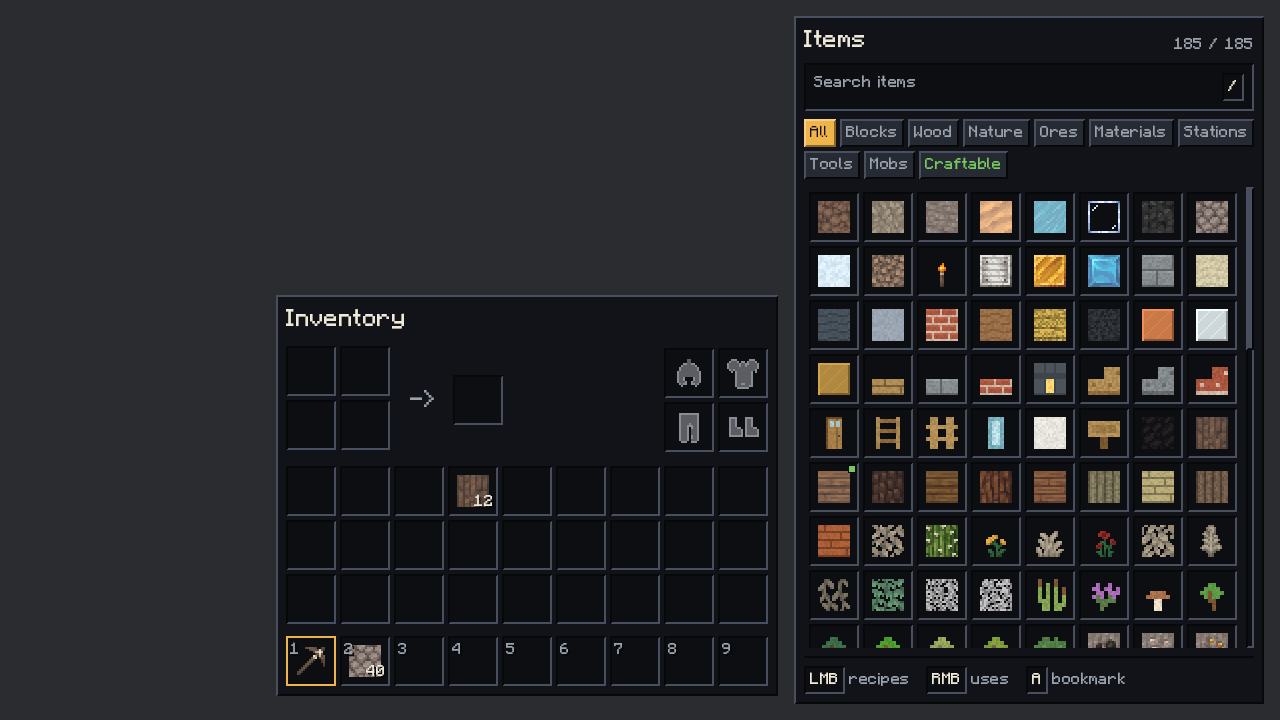 Items
185 / 185
Search items
/
All Blocks Wood Nature Ores Materials Stations
Tools Mobs Craftable
Inventory
->
12
1 2 3 4 5 6 7 8 9
40
LMB recipes RMB uses A bookmark